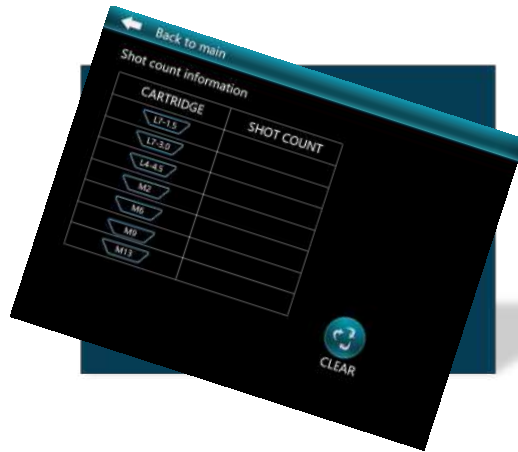 Back to main
Shot count information
CARTRIDGE SHOT COUNT
L7-1.5
L7-3.0
L4-4.5
M2
M6
M9
M13
CLEAR